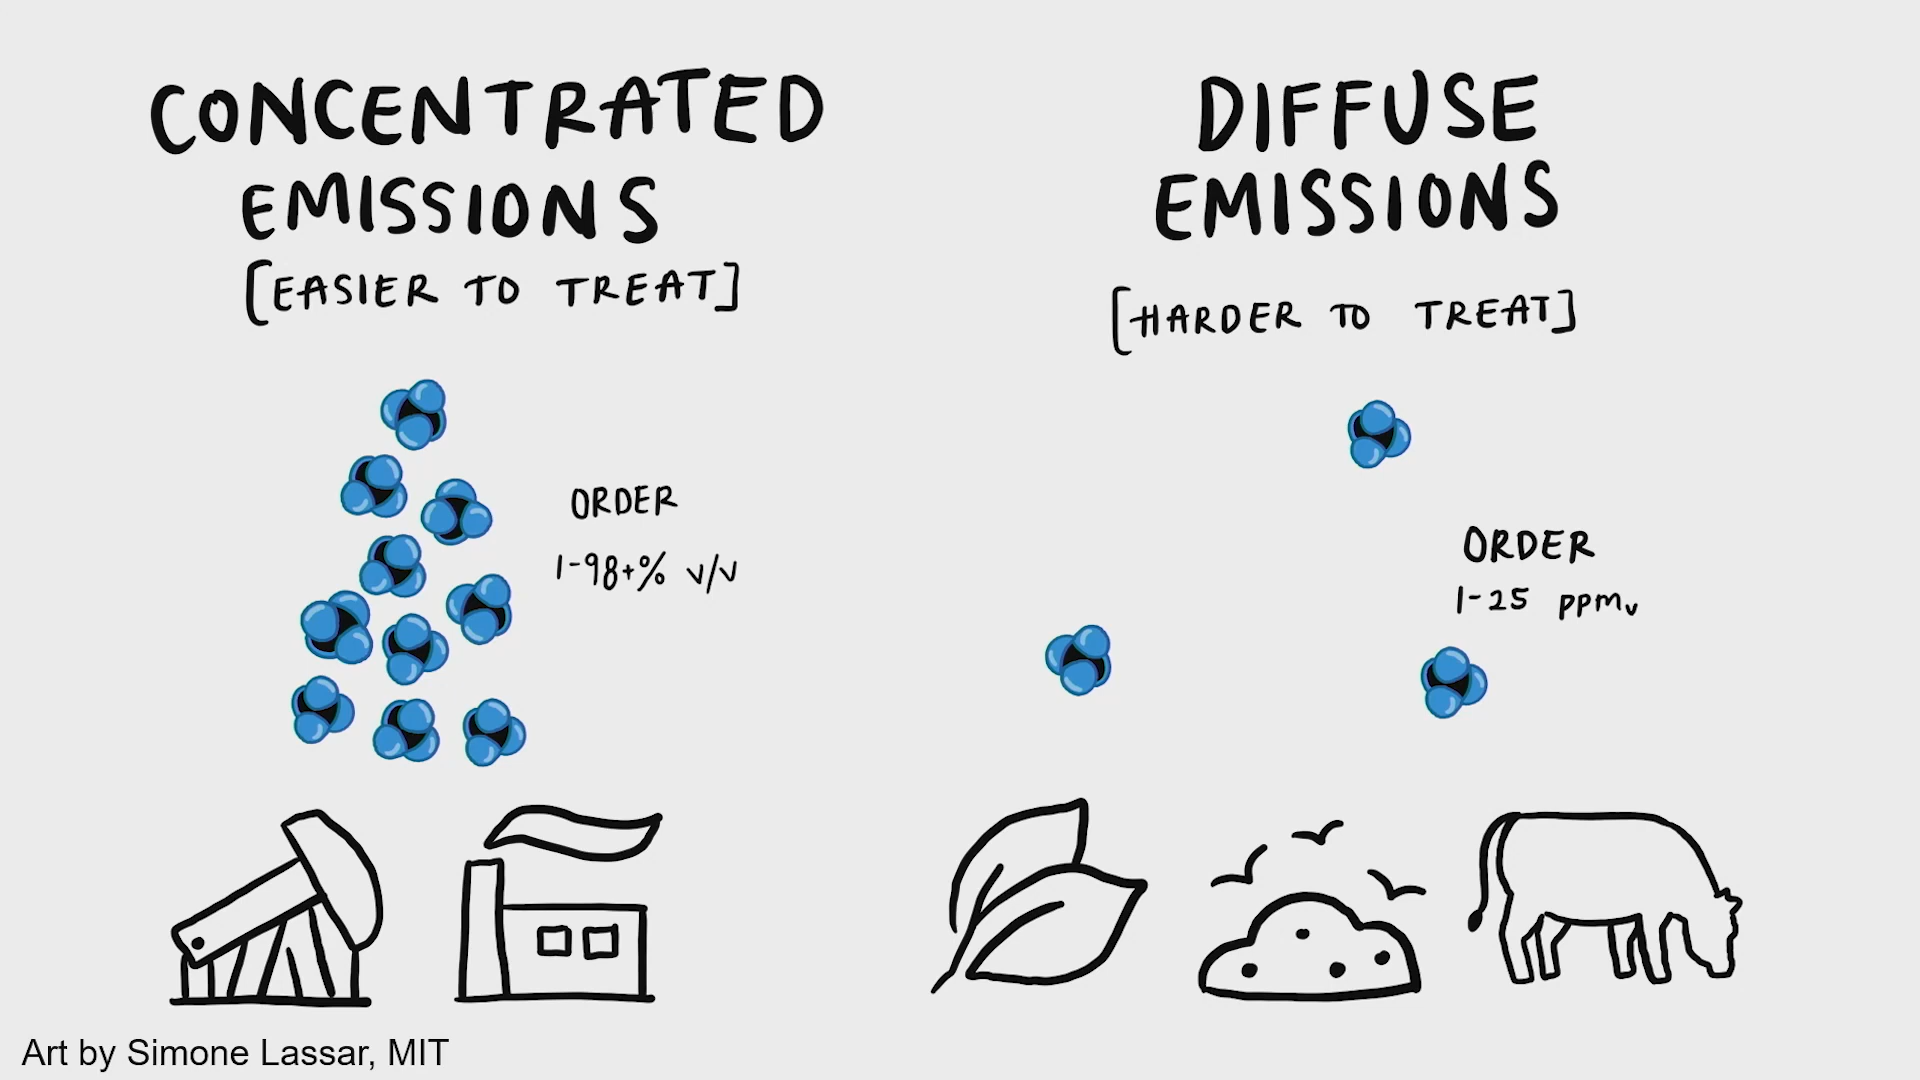 CONCENTRATED
EMISSIONS
[EASIER TO TREAT]
ORDER
1-98+% v/v
DIFFUSE
EMISSIONS
[HARDER TO TREAT]
ORDER
1-25 ppmv
Art by Simone Lassar, MIT